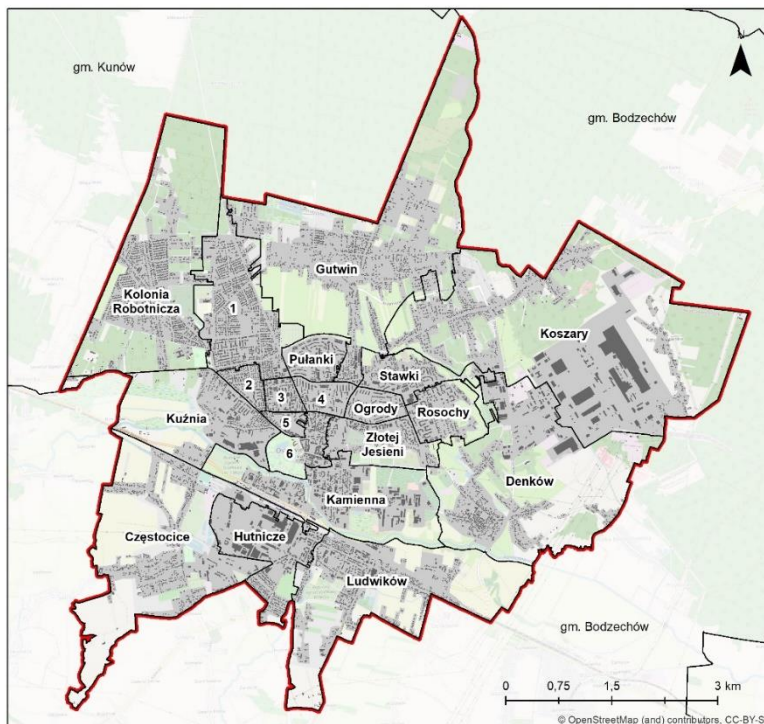 gm. Kunów
gm. Bodzechów
Gutwin
Kolonia
Robotnicza
1
Koszary
Pułanki
Stawki
2
3
4
Ogrody
Rosochy
Kuźnia
5
Złotej
Jesieni
6
Denków
Kamienna
Częstocice
Hutnicze
Ludwików
gm. Bodzechów
0 0,75 1,5 3 km
© OpenStreetMap (and) contributors, CC-BY-S